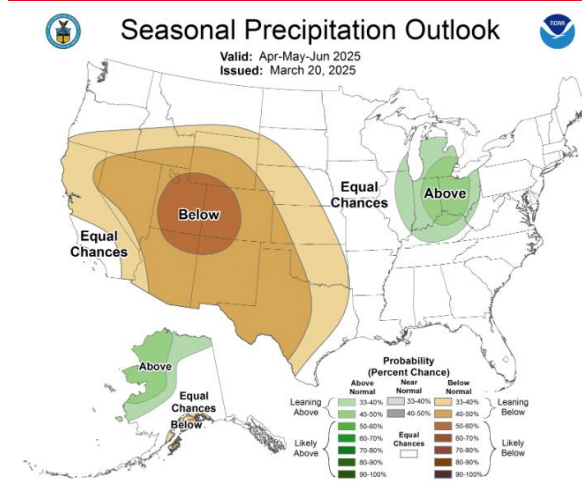 Seasonal Precipitation Outlook
Valid: Apr-May-Jun 2025
Issued: March 20, 2025
NOAA
Below
Equal
Chances
Equal
Chances
Above
Above
Equal
Chances
Below
Probability
(Percent Chance)
Above
Normal
Near
Normal
Below
Normal
Leaning
Above
33-40%
33-40%
33-40%
Leaning
Below
40-50%
40-50%
40-50%
Likely
Above
50-60%
60-70%
70-80%
80-90%
90-100%
Equal
Chances
50-60%
60-70%
70-80%
80-90%
90-100%
Likely
Below